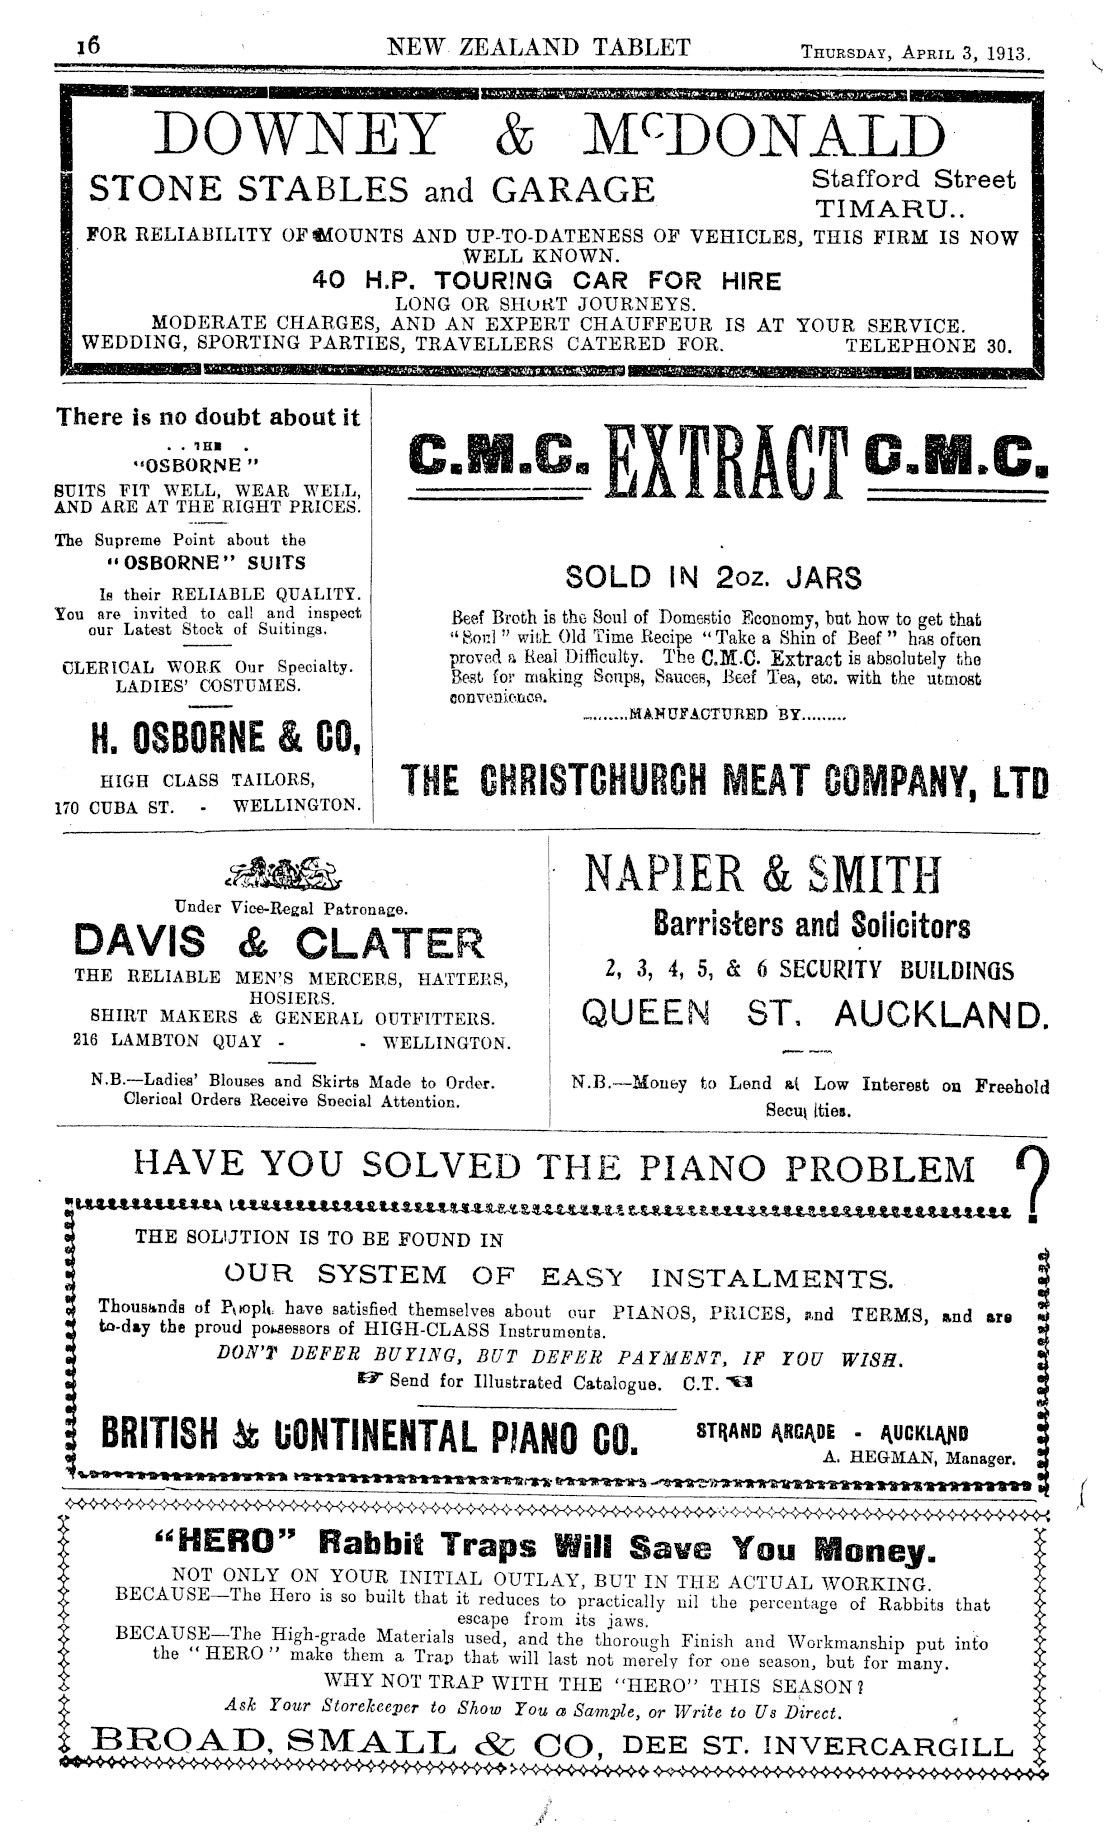 16
NEW ZEALAND TABLET
THURSDAY, APRIL 3, 1913.
DOWNEY & McDONALD
STONE STABLES and GARAGE
Stafford Street
TIMARU..
FOR RELIABILITY OF MOUNTS AND UP-TO-DATENESS OF VEHICLES, THIS FIRM IS NOW
WELL KNOWN.
40 H.P. TOURING CAR FOR HIRE
LONG OR SHORT JOURNEYS.
MODERATE CHARGES, AND AN EXPERT CHAUFFEUR IS AT YOUR SERVICE.
WEDDING, SPORTING PARTIES, TRAVELLERS CATERED FOR. TELEPHONE 30.
There is no doubt about it
. . THE .
"OSBORNE"
SUITS FIT WELL, WEAR WELL,
AND ARE AT THE RIGHT PRICES.
The Supreme Point about the
"OSBORNE" SUITS
Is their RELIABLE QUALITY.
You are invited to call and inspect
our Latest Stock of Suitings.
CLERICAL WORK Our Specialty.
LADIES' COSTUMES.
H. OSBORNE & CO,
HIGH CLASS TAILORS,
170 CUBA ST. - WELLINGTON.
C.M.C. EXTRACT C.M.C.
SOLD IN 2oz. JARS
Beef Broth is the Soul of Domestic Economy, but how to get that
"Soul" with Old Time Recipe "Take a Shin of Beef" has often
proved a Real Difficulty. The C.M.C. Extract is absolutely the
Best for making Soups, Sauces, Beef Tea, etc. with the utmost
convenience.
.........MANUFACTURED BY.........
THE CHRISTCHURCH MEAT COMPANY, LTD
Under Vice-Regal Patronage.
DAVIS & CLATER
THE RELIABLE MEN'S MERCERS, HATTERS,
HOSIERS.
SHIRT MAKERS & GENERAL OUTFITTERS.
216 LAMBTON QUAY - - WELLINGTON.
N.B.—Ladies' Blouses and Skirts Made to Order.
Clerical Orders Receive Special Attention.
NAPIER & SMITH
Barristers and Solicitors
2, 3, 4, 5, & 6 SECURITY BUILDINGS
QUEEN ST. AUCKLAND.
N.B.—Money to Lend at Low Interest on Freehold
Securities.
HAVE YOU SOLVED THE PIANO PROBLEM ?
THE SOLUTION IS TO BE FOUND IN
OUR SYSTEM OF EASY INSTALMENTS.
Thousands of People have satisfied themselves about our PIANOS, PRICES, and TERMS, and are
to-day the proud possessors of HIGH-CLASS Instruments.
DON'T DEFER BUYING, BUT DEFER PAYMENT, IF YOU WISH.
☞ Send for Illustrated Catalogue. C.T. ☜
BRITISH & CONTINENTAL PIANO CO.
STRAND ARCADE - AUCKLAND
A. HEGMAN, Manager.
"HERO" Rabbit Traps Will Save You Money.
NOT ONLY ON YOUR INITIAL OUTLAY, BUT IN THE ACTUAL WORKING.
BECAUSE—The Hero is so built that it reduces to practically nil the percentage of Rabbits that
escape from its jaws.
BECAUSE—The High-grade Materials used, and the thorough Finish and Workmanship put into
the "HERO" make them a Trap that will last not merely for one season, but for many.
WHY NOT TRAP WITH THE "HERO" THIS SEASON?
Ask Your Storekeeper to Show You a Sample, or Write to Us Direct.
BROAD, SMALL & CO, DEE ST. INVERCARGILL